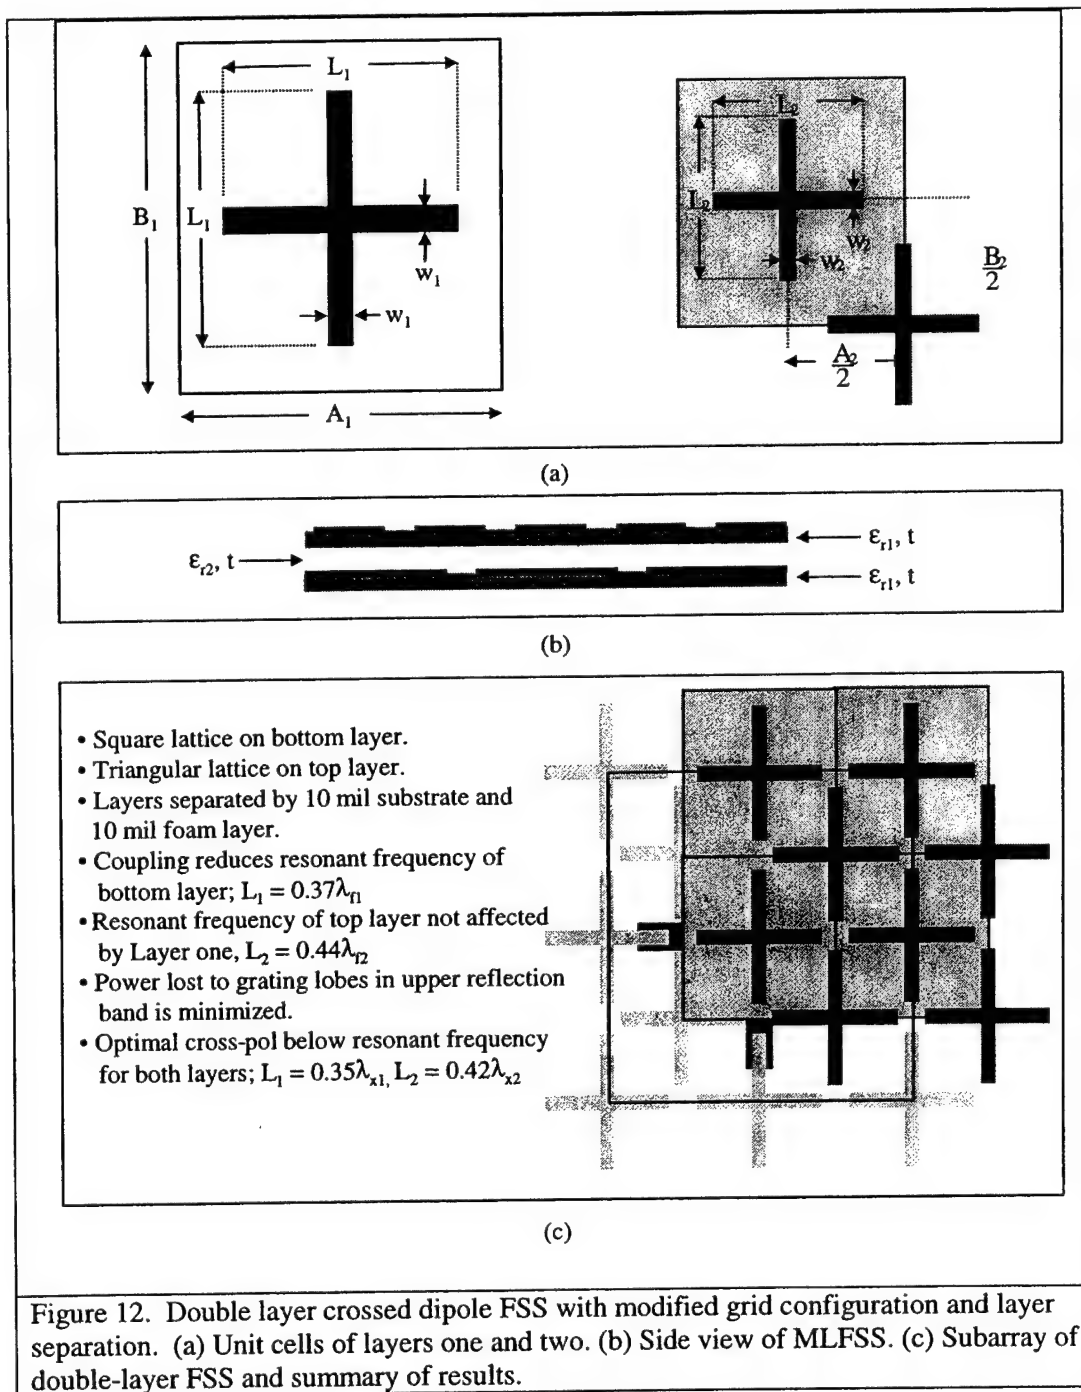 L₁
B₁
L₁
w₁
w₁
A₁
L₂
L₂
w₂
w₂
B₂
2
A₂
2
(a)
εr2, t
εr1, t
εr1, t
(b)
• Square lattice on bottom layer.
• Triangular lattice on top layer.
• Layers separated by 10 mil substrate and
10 mil foam layer.
• Coupling reduces resonant frequency of
bottom layer; L₁ = 0.37λf1
• Resonant frequency of top layer not affected
by Layer one, L₂ = 0.44λf2
• Power lost to grating lobes in upper reflection
band is minimized.
• Optimal cross-pol below resonant frequency
for both layers; L₁ = 0.35λx1, L₂ = 0.42λx2
(c)
Figure 12. Double layer crossed dipole FSS with modified grid configuration and layer
separation. (a) Unit cells of layers one and two. (b) Side view of MLFSS. (c) Subarray of
double-layer FSS and summary of results.